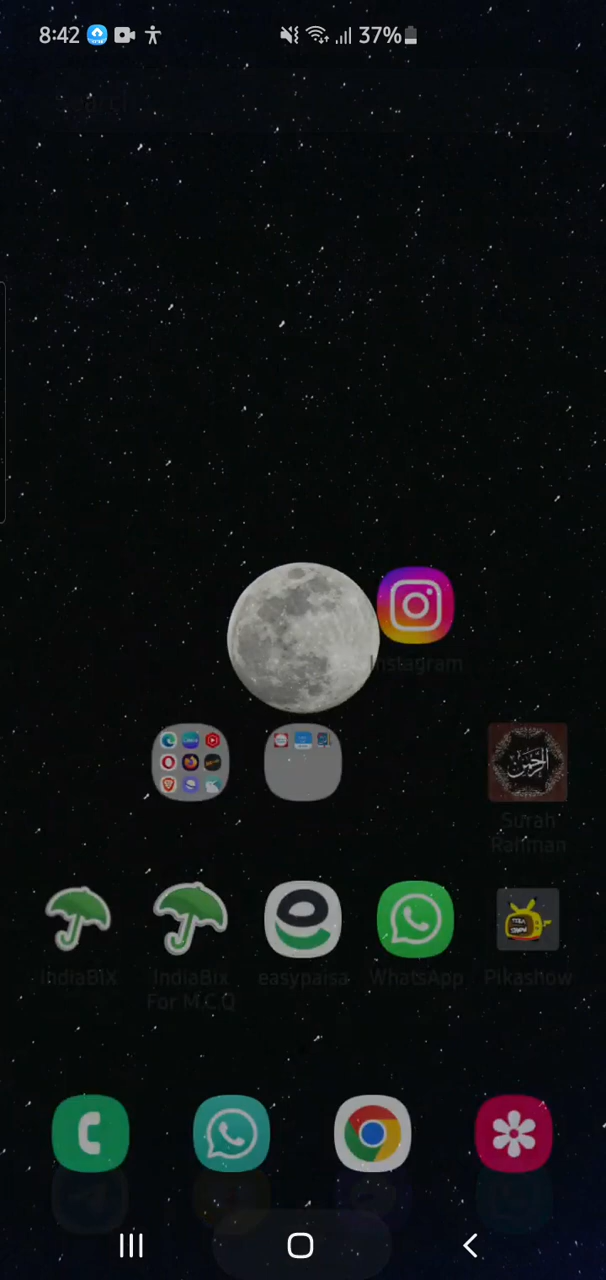 8:42 37%
Instagram
Surah
Rahman
IndiaBIX IndiaBix easypaisa WhatsApp Pikashow
For M.C.Q